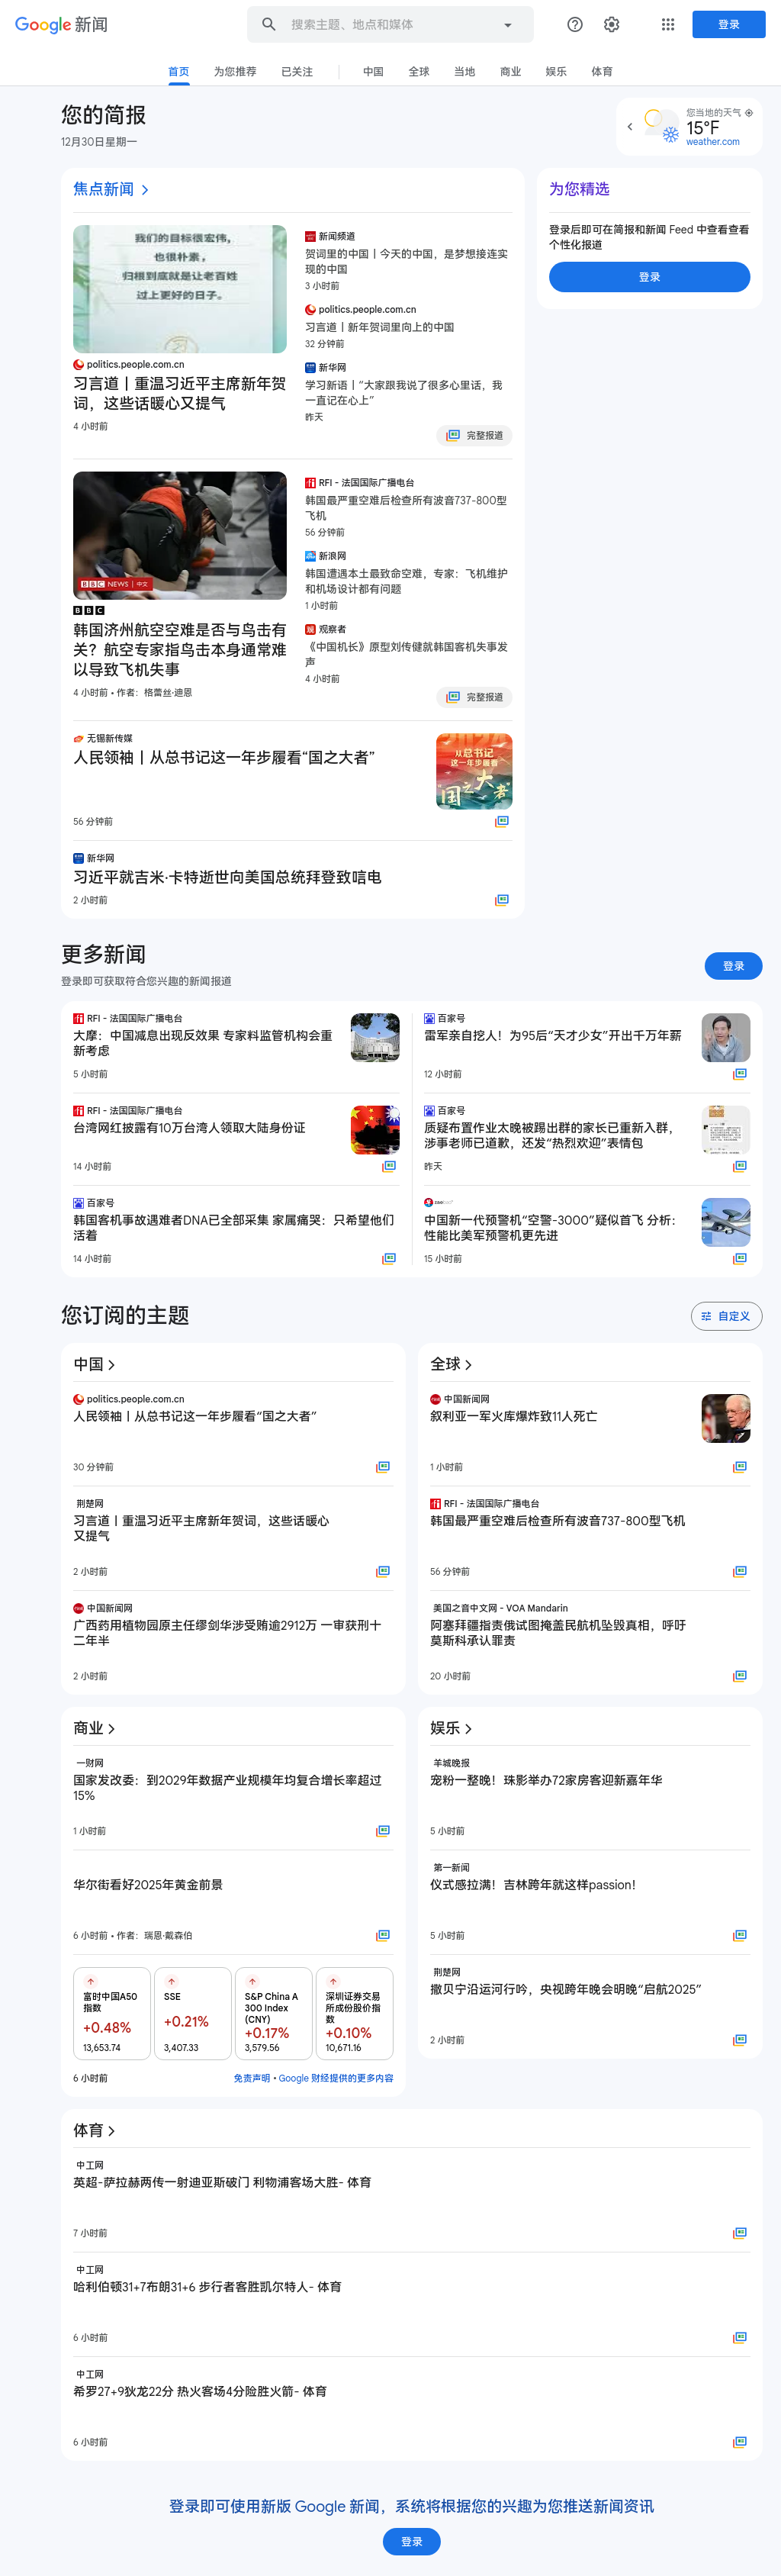 Google 新闻
搜索主题、地点和媒体
登录
首页
为您推荐
已关注
中国
全球
当地
商业
娱乐
体育
您的简报
12月30日星期一
您当地的天气
15°F
weather.com
焦点新闻
我们的目标很宏伟，
也很朴素，
归根到底就是让老百姓
过上更好的日子。
politics.people.com.cn
习言道丨重温习近平主席新年贺
词，这些话暖心又提气
4 小时前
新闻频道
贺词里的中国丨今天的中国，是梦想接连实
现的中国
3 小时前
politics.people.com.cn
习言道丨新年贺词里向上的中国
32 分钟前
新华网
学习新语丨“大家跟我说了很多心里话，我
一直记在心上”
昨天
完整报道
为您精选
登录后即可在简报和新闻 Feed 中查看查看
个性化报道
登录
BBC NEWS 中文
BBC
韩国济州航空空难是否与鸟击有
关？航空专家指鸟击本身通常难
以导致飞机失事
4 小时前 • 作者：格蕾丝·迪恩
RFI - 法国国际广播电台
韩国最严重空难后检查所有波音737-800型
飞机
56 分钟前
新浪网
韩国遭遇本土最致命空难，专家：飞机维护
和机场设计都有问题
1 小时前
观察者
《中国机长》原型刘传健就韩国客机失事发
声
4 小时前
完整报道
无锡新传媒
人民领袖丨从总书记这一年步履看“国之大者”
56 分钟前
从总书记
这一年步履看
国之大者
新华网
习近平就吉米·卡特逝世向美国总统拜登致唁电
2 小时前
更多新闻
登录即可获取符合您兴趣的新闻报道
登录
RFI - 法国国际广播电台
大摩：中国减息出现反效果 专家料监管机构会重
新考虑
5 小时前
RFI - 法国国际广播电台
台湾网红披露有10万台湾人领取大陆身份证
14 小时前
百家号
韩国客机事故遇难者DNA已全部采集 家属痛哭：只希望他们
活着
14 小时前
百家号
雷军亲自挖人！为95后“天才少女”开出千万年薪
12 小时前
百家号
质疑布置作业太晚被踢出群的家长已重新入群，
涉事老师已道歉，还发“热烈欢迎”表情包
昨天
中国新一代预警机“空警-3000”疑似首飞 分析：
性能比美军预警机更先进
15 小时前
您订阅的主题
自定义
中国
politics.people.com.cn
人民领袖丨从总书记这一年步履看“国之大者”
30 分钟前
荆楚网
习言道丨重温习近平主席新年贺词，这些话暖心
又提气
2 小时前
中国新闻网
广西药用植物园原主任缪剑华涉受贿逾2912万 一审获刑十
二年半
2 小时前
全球
中国新闻网
叙利亚一军火库爆炸致11人死亡
1 小时前
RFI - 法国国际广播电台
韩国最严重空难后检查所有波音737-800型飞机
56 分钟前
美国之音中文网 - VOA Mandarin
阿塞拜疆指责俄试图掩盖民航机坠毁真相，呼吁
莫斯科承认罪责
20 小时前
商业
一财网
国家发改委：到2029年数据产业规模年均复合增长率超过
15%
1 小时前
华尔街看好2025年黄金前景
6 小时前 • 作者：瑞恩·戴森伯
富时中国A50
指数
+0.48%
13,653.74
SSE
+0.21%
3,407.33
S&P China A
300 Index
(CNY)
+0.17%
3,579.56
深圳证券交易
所成份股价指
数
+0.10%
10,671.16
6 小时前
免责声明 • Google 财经提供的更多内容
娱乐
羊城晚报
宠粉一整晚！珠影举办72家房客迎新嘉年华
5 小时前
第一新闻
仪式感拉满！吉林跨年就这样passion！
5 小时前
荆楚网
撒贝宁沿运河行吟，央视跨年晚会明晚“启航2025”
2 小时前
体育
中工网
英超-萨拉赫两传一射迪亚斯破门 利物浦客场大胜- 体育
7 小时前
中工网
哈利伯顿31+7布朗31+6 步行者客胜凯尔特人- 体育
6 小时前
中工网
希罗27+9狄龙22分 热火客场4分险胜火箭- 体育
6 小时前
登录即可使用新版 Google 新闻，系统将根据您的兴趣为您推送新闻资讯
登录